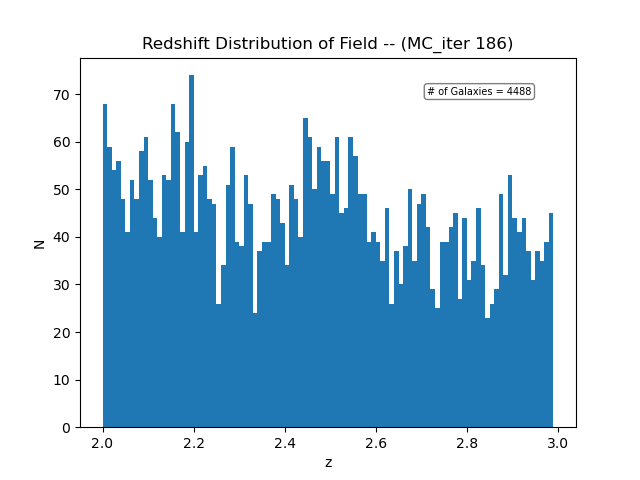 Redshift Distribution of Field -- (MC_iter 186)
# of Galaxies = 4488
70
60
50
40
30
20
10
0
N
2.0 2.2 2.4 2.6 2.8 3.0
z